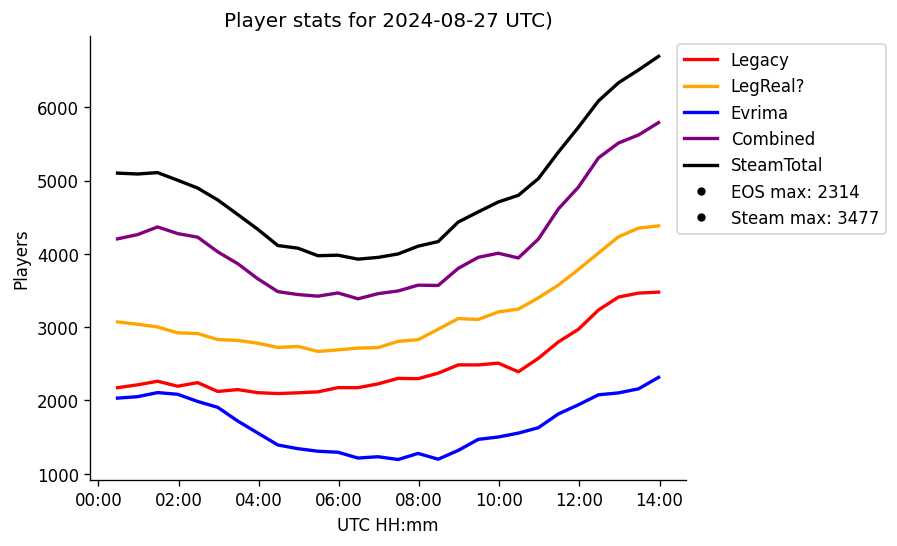 Player stats for 2024-08-27 UTC)
Legacy
LegReal?
Evrima
Combined
SteamTotal
EOS max: 2314
Steam max: 3477
Players
6000
5000
4000
3000
2000
1000
00:00 02:00 04:00 06:00 08:00 10:00 12:00 14:00
UTC HH:mm